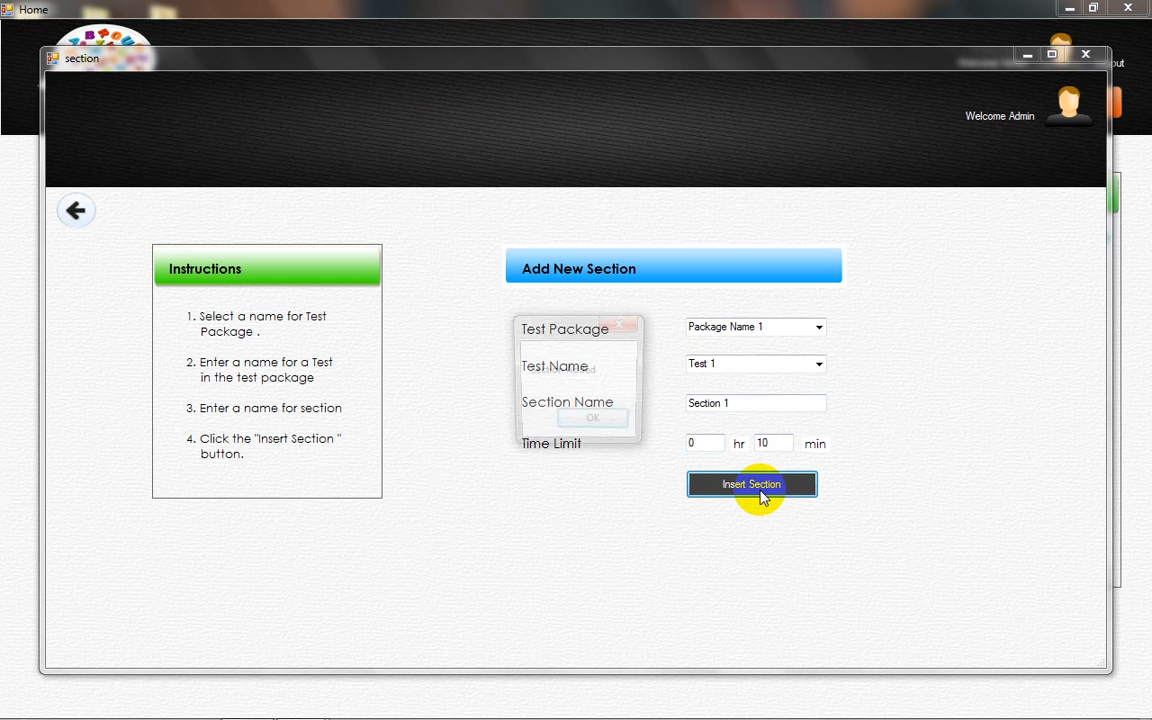 Home
section
out
Welcome Admin
Instructions
1. Select a name for Test
Package .
2. Enter a name for a Test
in the test package
3. Enter a name for section
4. Click the "Insert Section "
button.
Add New Section
Test Package
Package Name 1
Test Name
Test 1
Section Name
Section 1
OK
Time Limit
0
hr
10
min
Insert Section